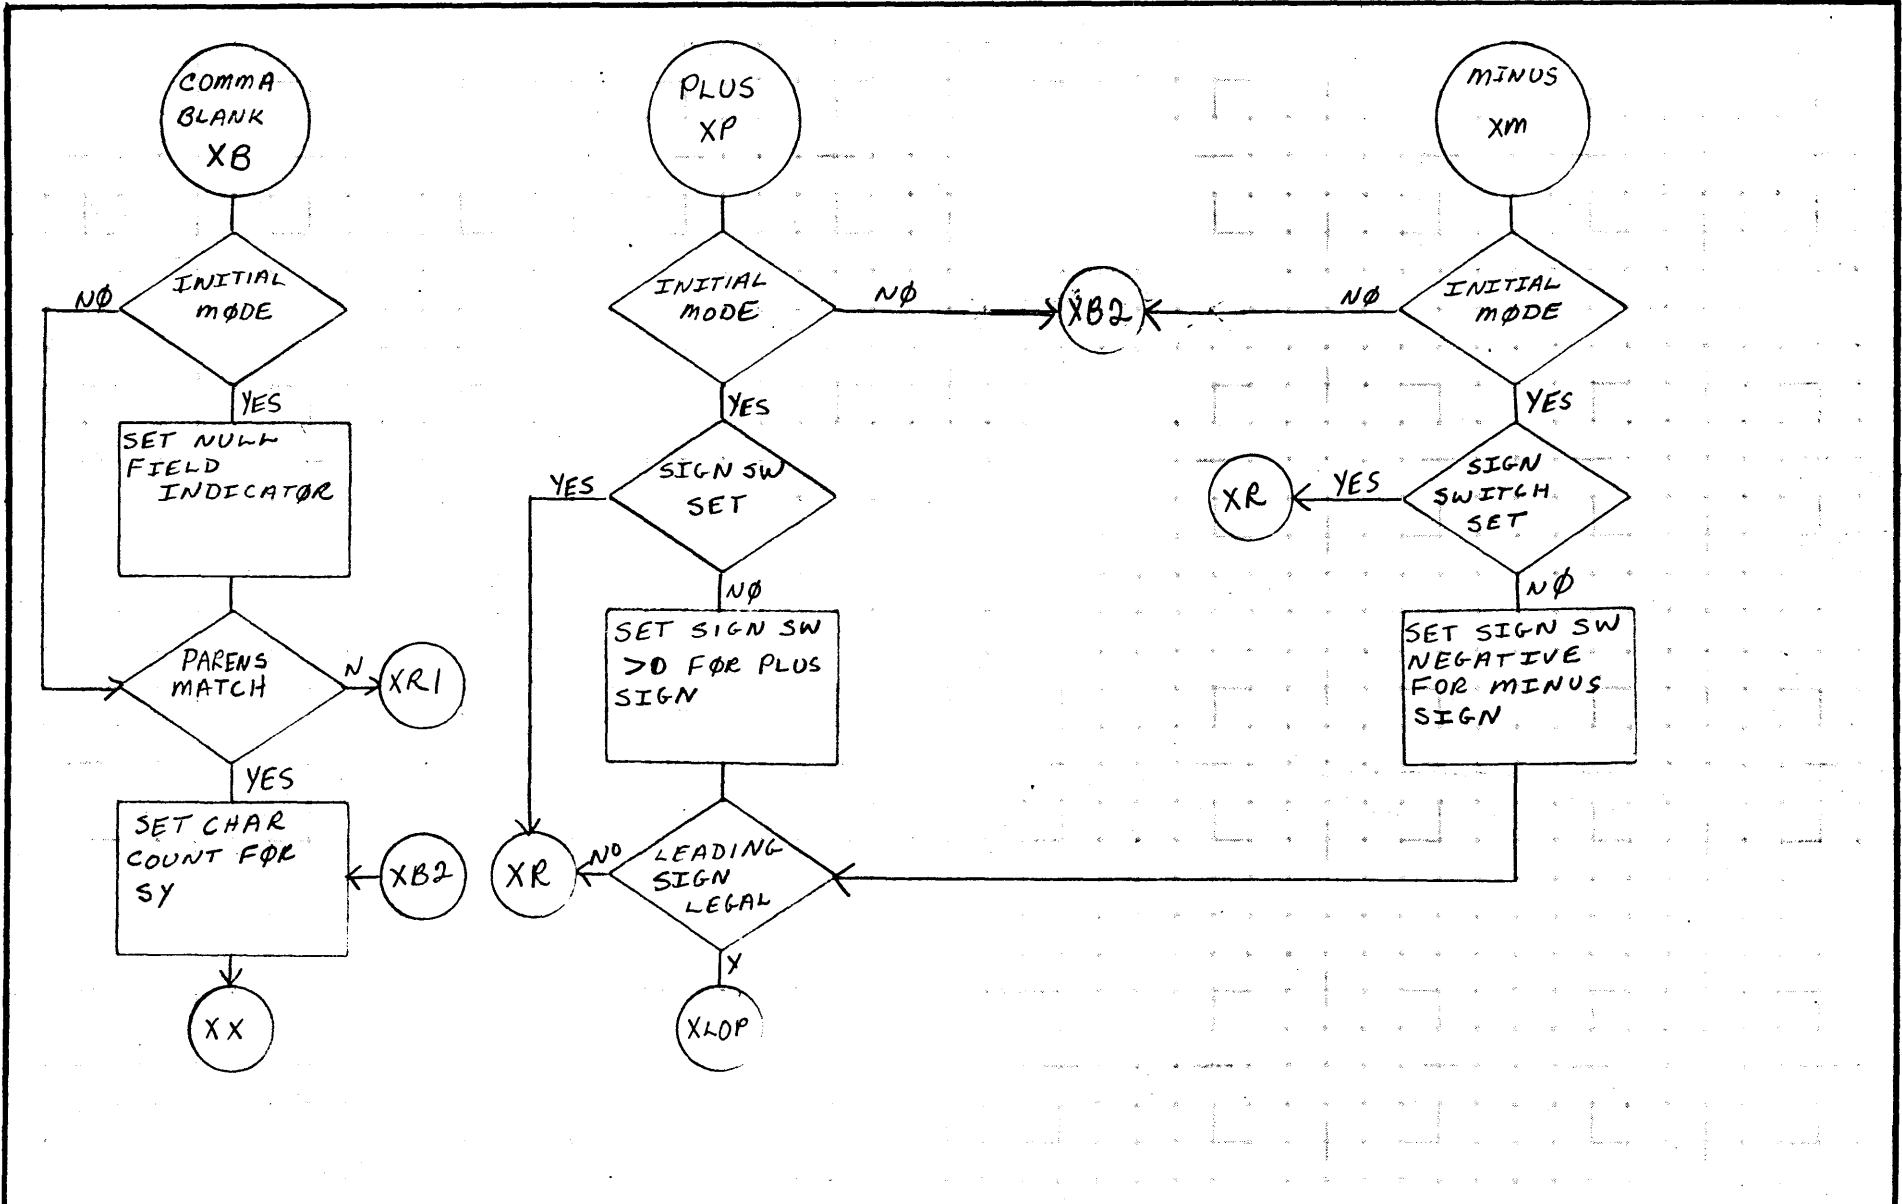 COMMA
BLANK
XB
INITIAL
MØDE
NØ
YES
SET NULL
FIELD
INDICATØR
PARENS
MATCH
N
XR1
YES
SET CHAR
COUNT FØR
SY
XB2
XX
PLUS
XP
INITIAL
MODE
NØ
XB2
YES
SIGN SW
SET
YES
NØ
SET SIGN SW
>0 FØR PLUS
SIGN
LEADING
SIGN
LEGAL
NO
XR
Y
XLOP
MINUS
XM
INITIAL
MØDE
NØ
YES
SIGN
SWITCH
SET
YES
XR
NØ
SET SIGN SW
NEGATIVE
FOR MINUS
SIGN